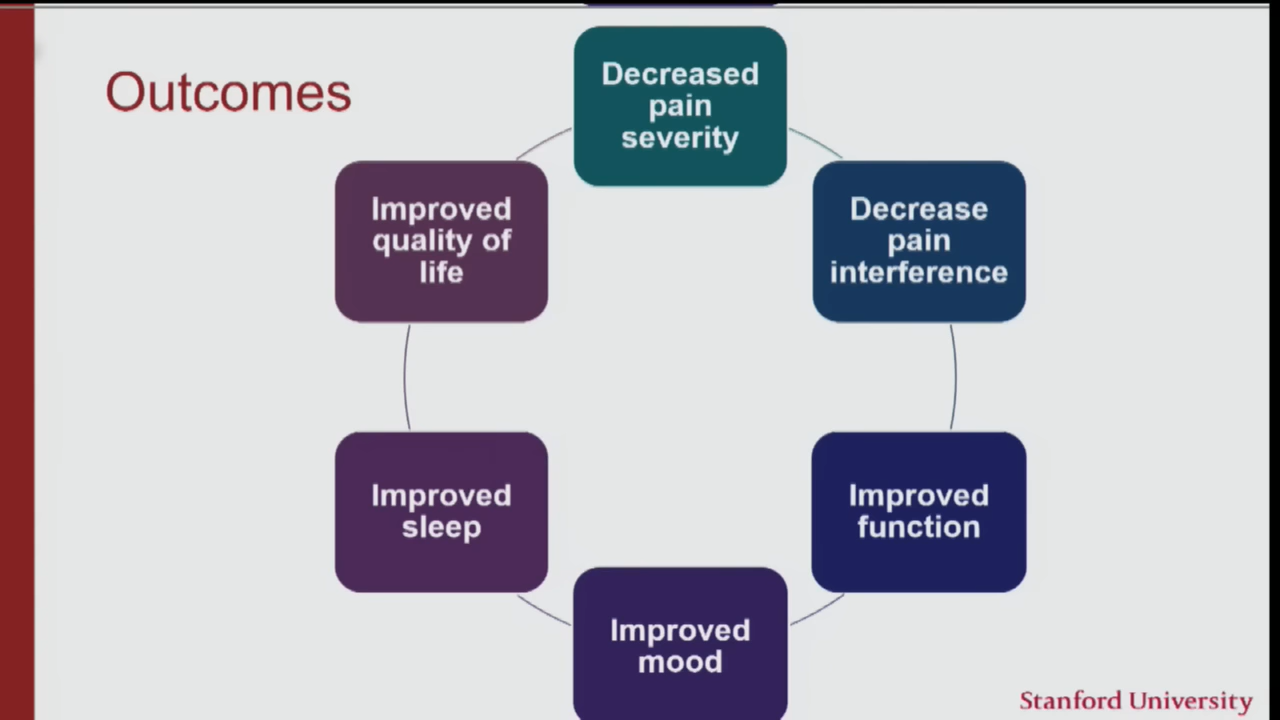 Outcomes
Decreased
pain
severity
Decrease
pain
interference
Improved
function
Improved
mood
Improved
sleep
Improved
quality of
life
Stanford University